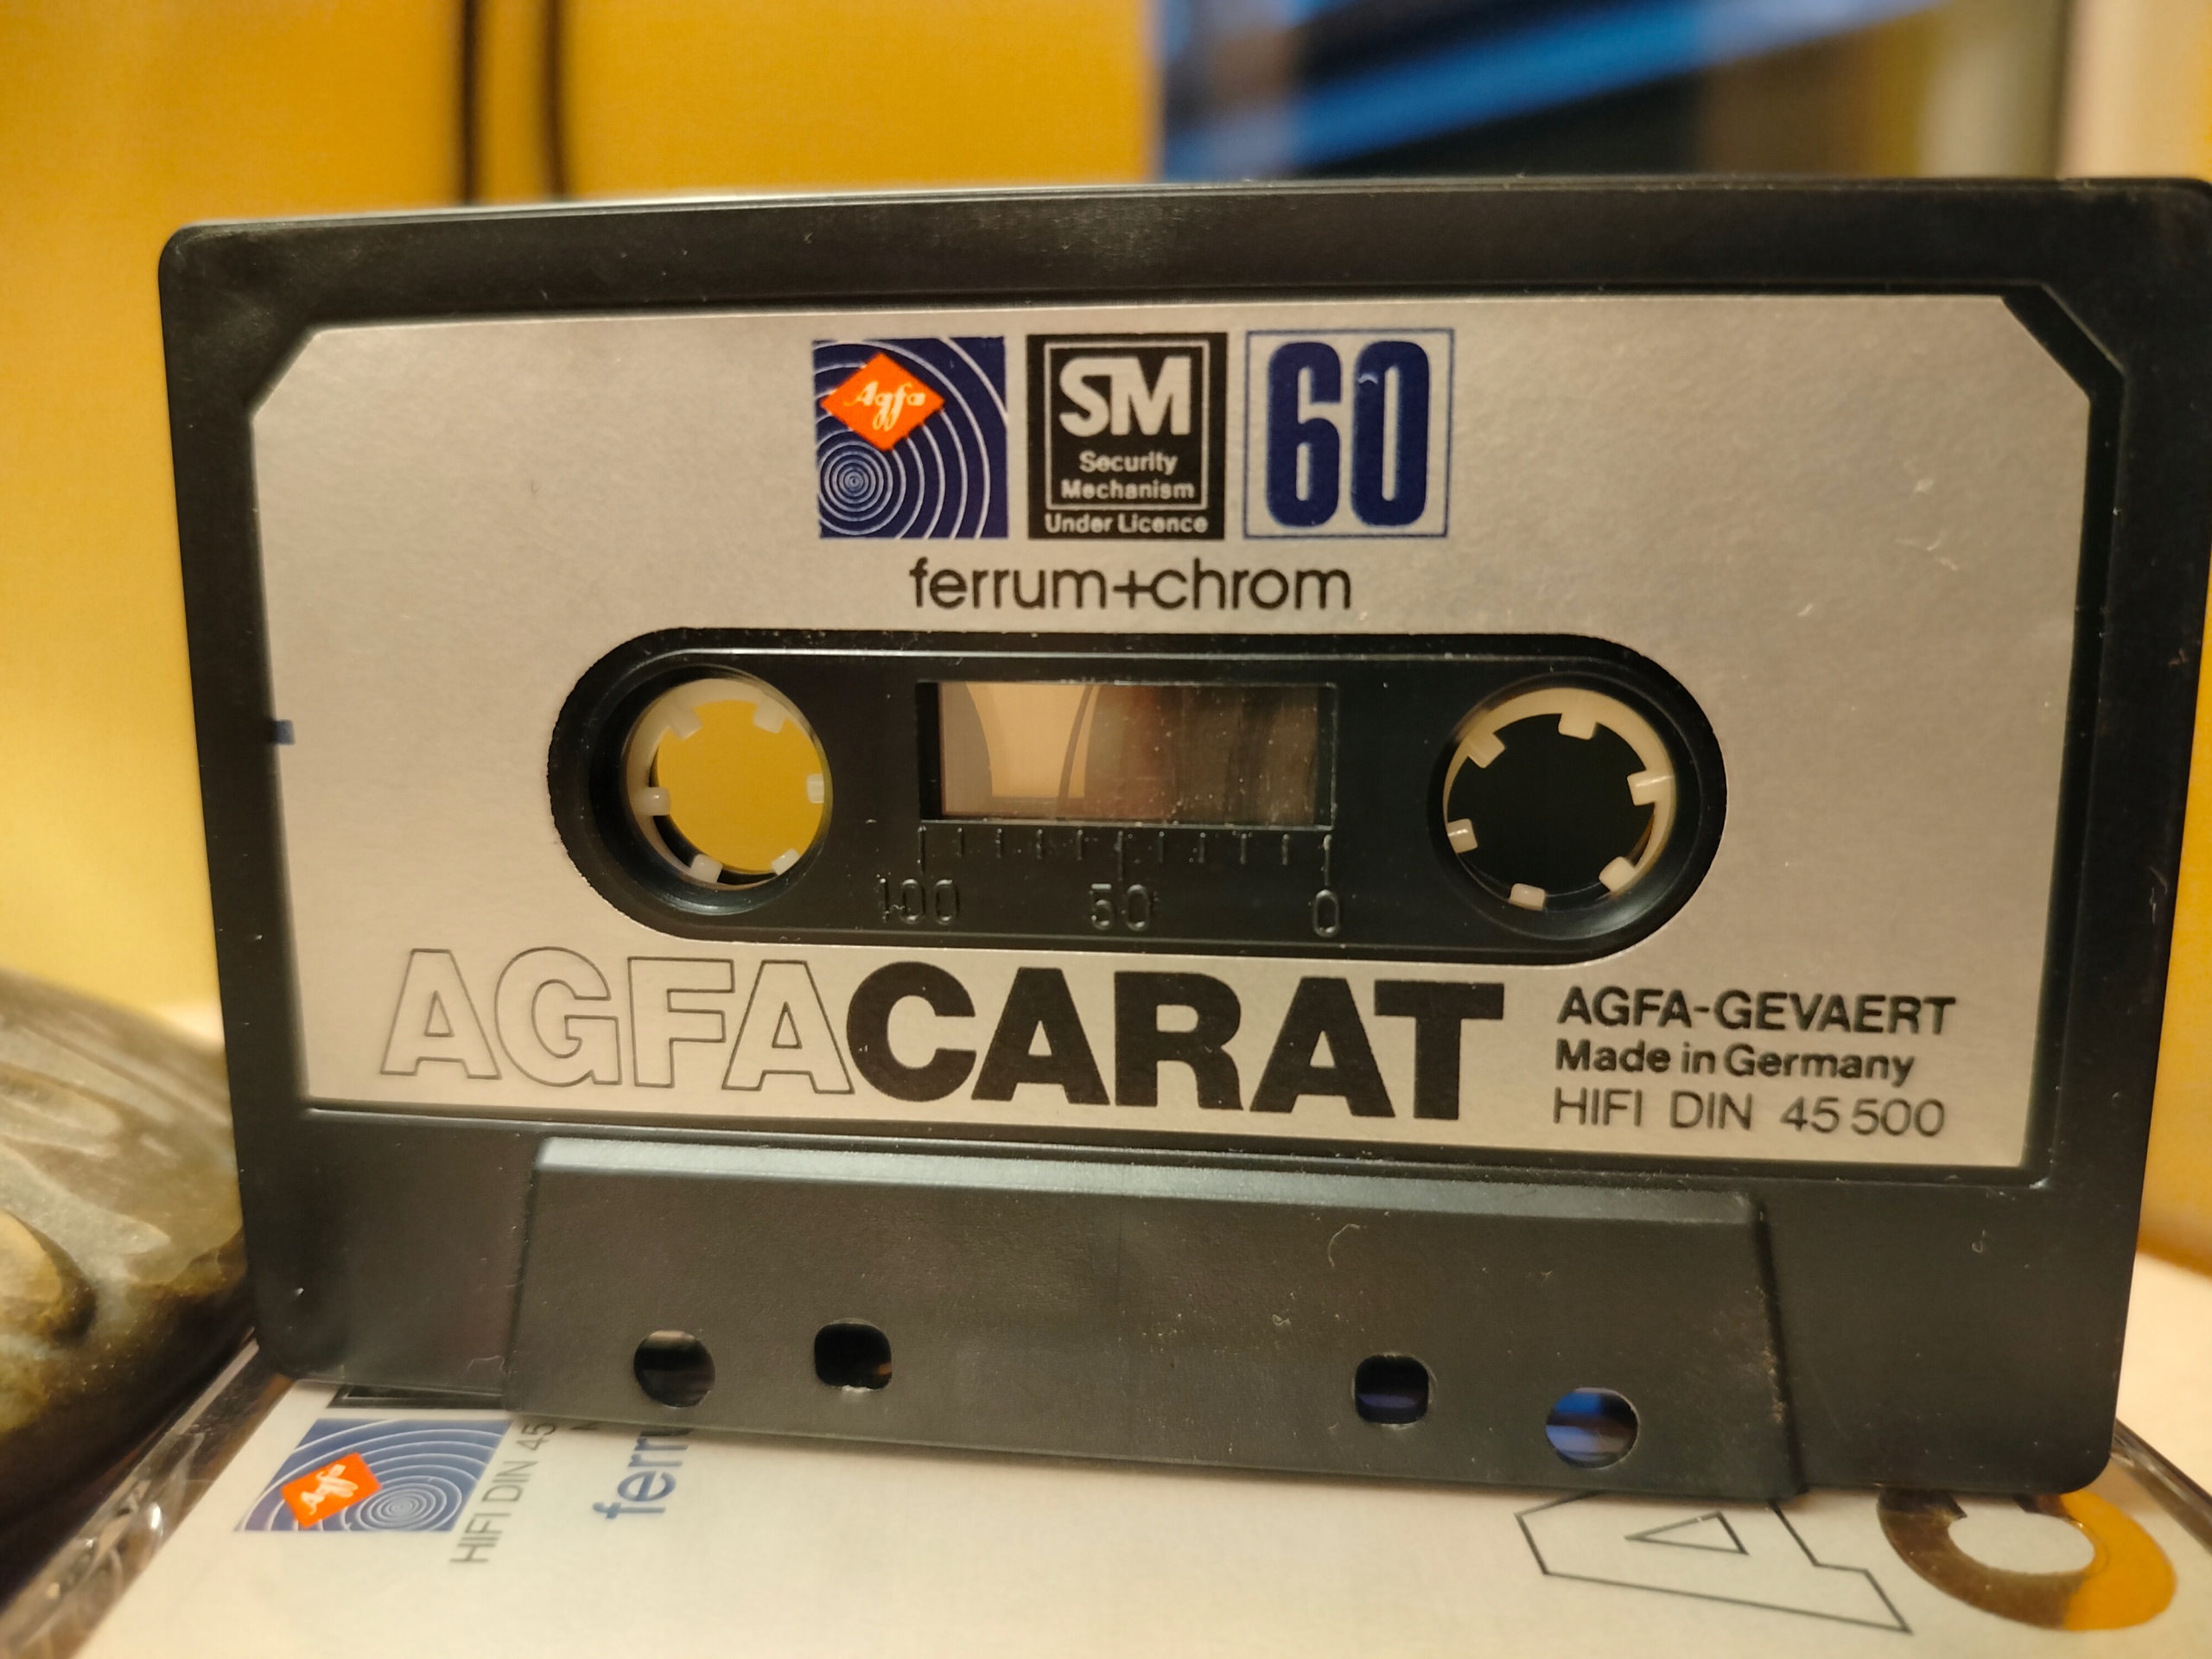 Agfa
SM
Security
Mechanism
Under Licence
60
ferrum+chrom
100 50 0
AGFACARAT
AGFA-GEVAERT
Made in Germany
HIFI DIN 45 500
Agfa
HIFI DIN 45